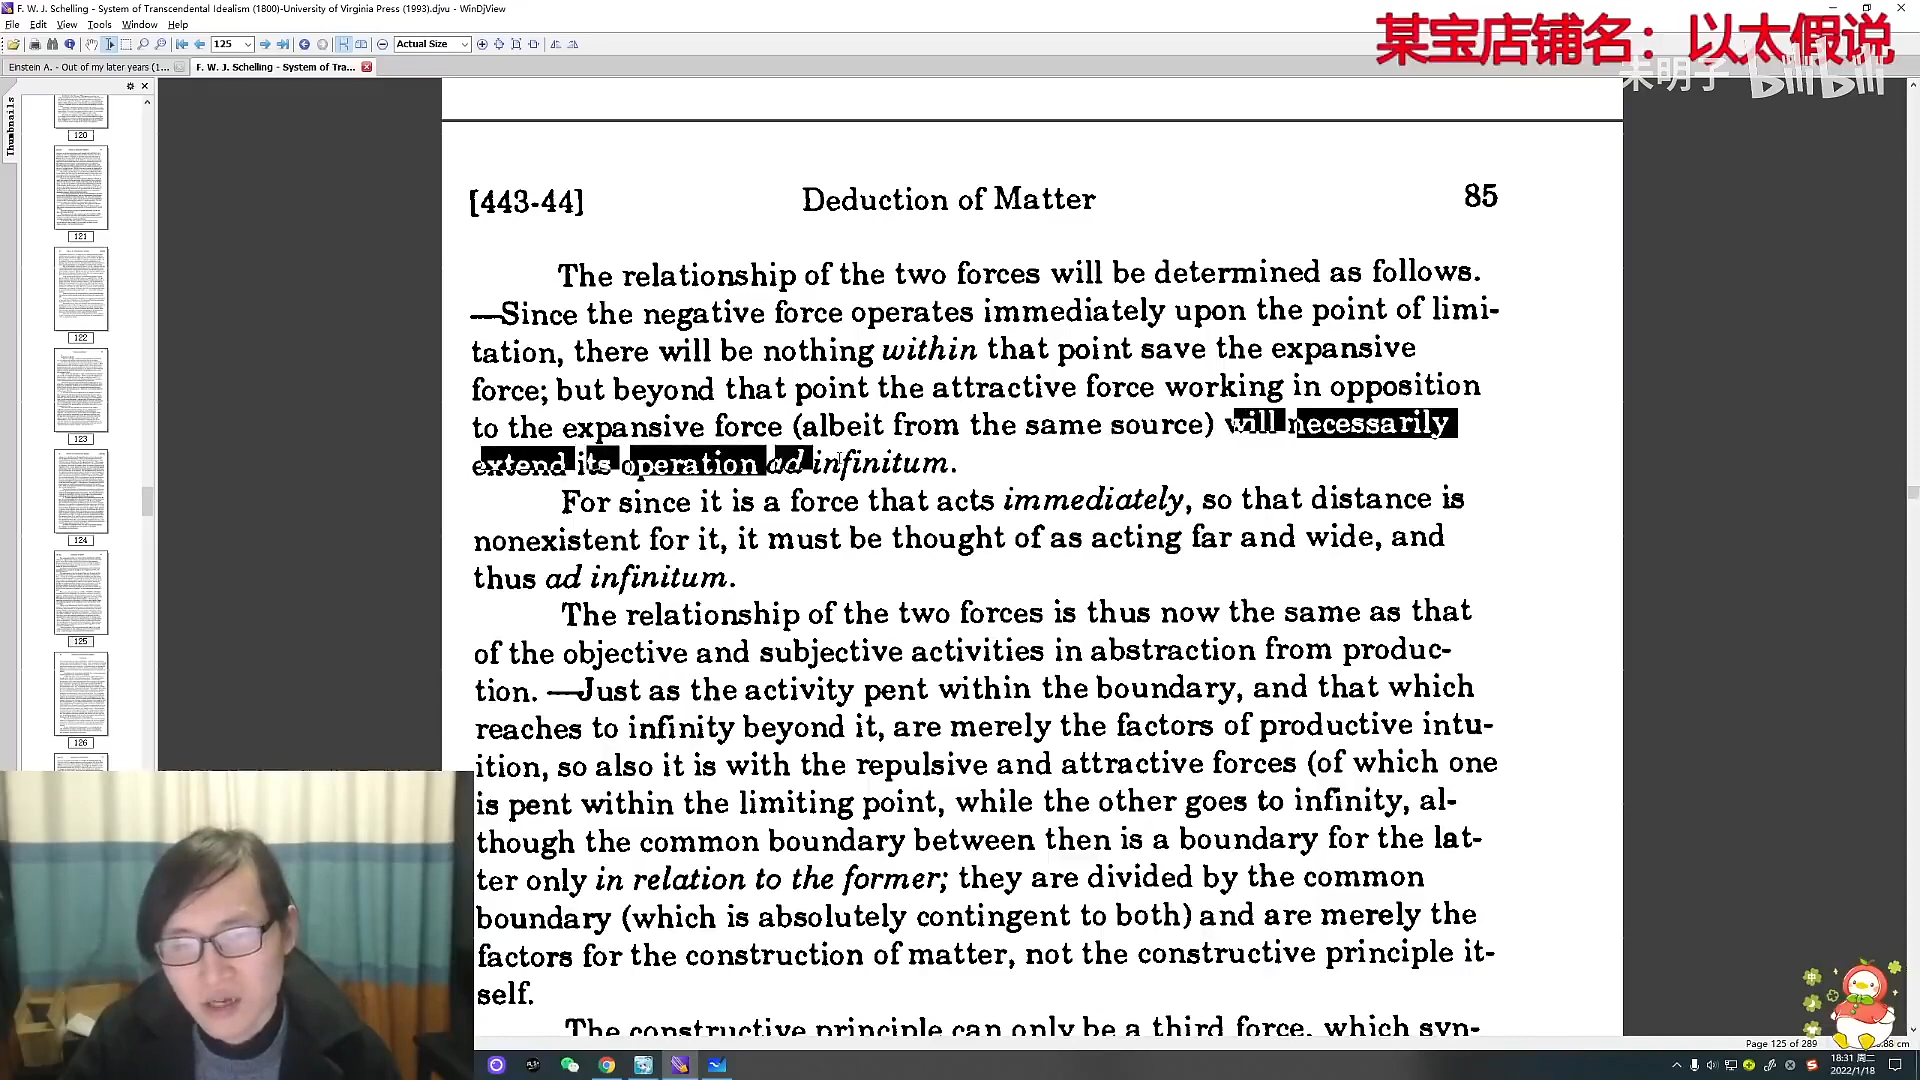 F. W. J. Schelling - System of Transcendental Idealism (1800)-University of Virginia Press (1993).djvu - WinDjView
File Edit View Tools Window Help
125
Actual Size
某宝店铺名：以太假说
未明子 bilibili
Einstein A. - Out of my later years (1...
F. W. J. Schelling - System of Tra...
Thumbnails
120
121
122
123
124
125
126
[443-44] Deduction of Matter 85
The relationship of the two forces will be determined as follows.
—Since the negative force operates immediately upon the point of limi-
tation, there will be nothing within that point save the expansive
force; but beyond that point the attractive force working in opposition
to the expansive force (albeit from the same source) will necessarily
extend its operation ad infinitum.
For since it is a force that acts immediately, so that distance is
nonexistent for it, it must be thought of as acting far and wide, and
thus ad infinitum.
The relationship of the two forces is thus now the same as that
of the objective and subjective activities in abstraction from produc-
tion. —Just as the activity pent within the boundary, and that which
reaches to infinity beyond it, are merely the factors of productive intu-
ition, so also it is with the repulsive and attractive forces (of which one
is pent within the limiting point, while the other goes to infinity, al-
though the common boundary between then is a boundary for the lat-
ter only in relation to the former; they are divided by the common
boundary (which is absolutely contingent to both) and are merely the
factors for the construction of matter, not the constructive principle it-
self.
The constructive principle can only be a third force, which syn-
Page 125 of 289
18:31 周二
2022/1/18